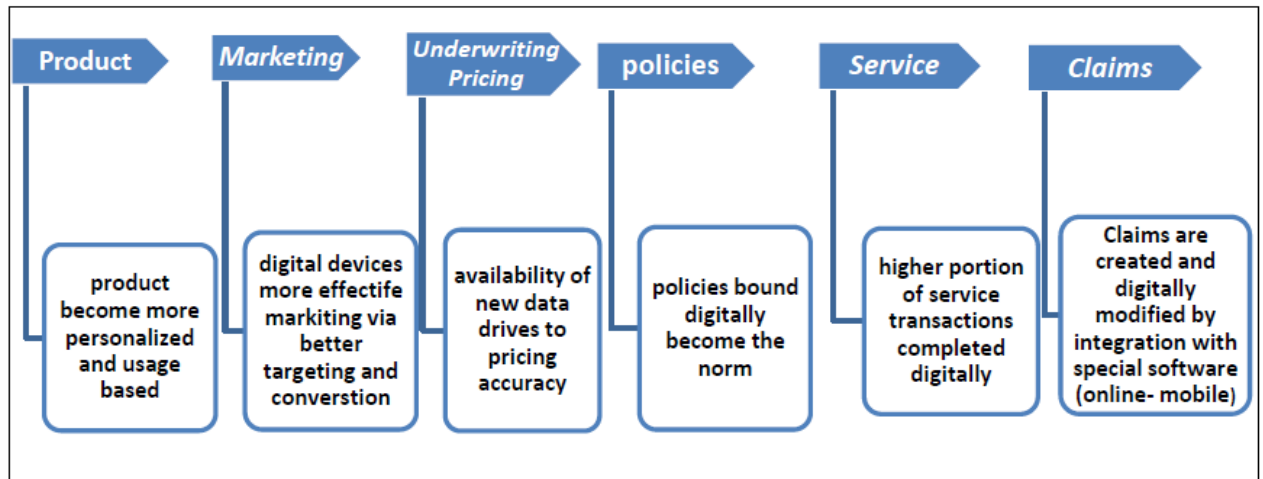 Product
Marketing
Underwriting
Pricing
policies
Service
Claims
product
become more
personalized
and usage
based
digital devices
more effectife
markiting via
better
targeting and
converstion
availability of
new data
drives to
pricing
accuracy
policies bound
digitally
become the
norm
higher portion
of service
transactions
completed
digitally
Claims are
created and
digitally
modified by
integration with
special software
(online- mobile)